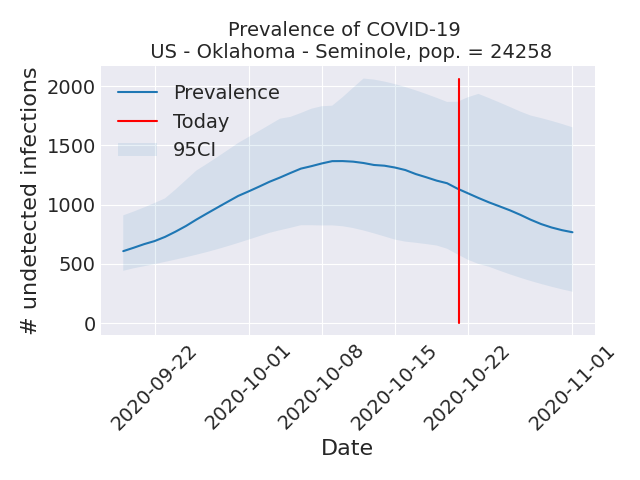 Prevalence of COVID-19
US - Oklahoma - Seminole, pop. = 24258
# undetected infections
2000
1500
1000
500
0
Prevalence
Today
95CI
2020-09-22
2020-10-01
2020-10-08
2020-10-15
2020-10-22
2020-11-01
Date